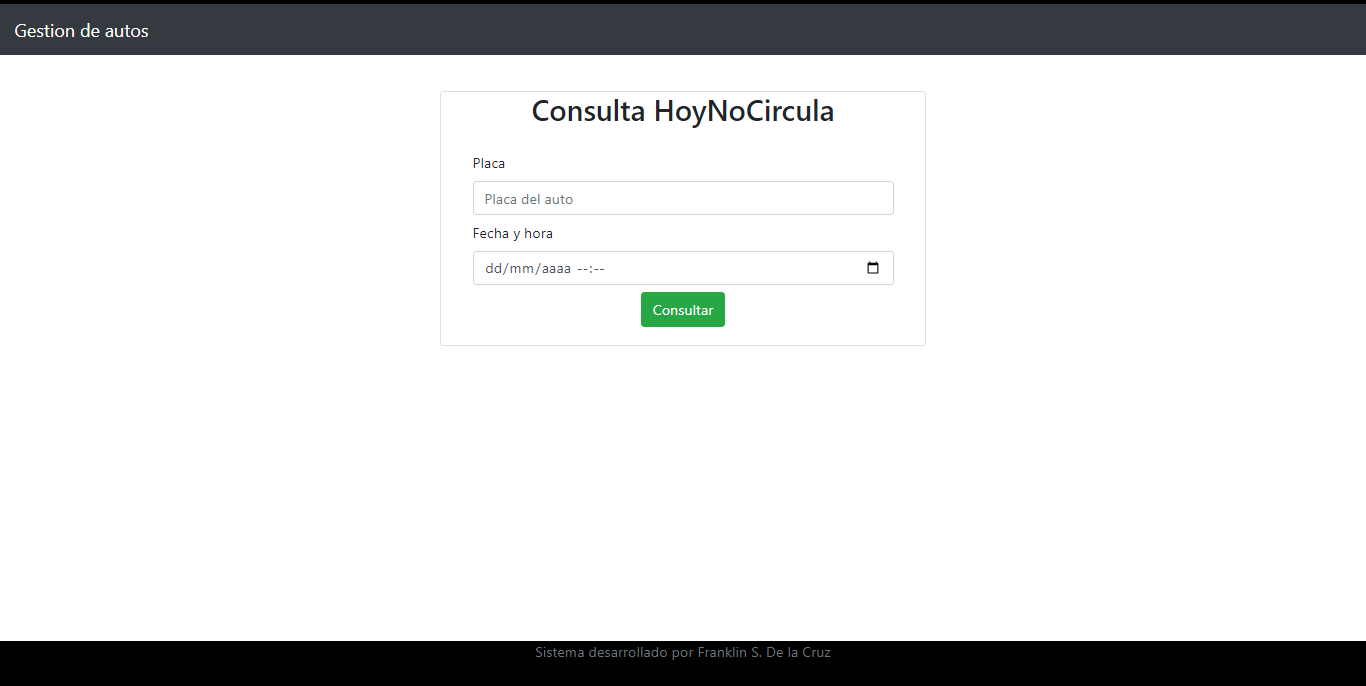 Gestion de autos
Consulta HoyNoCircula
Placa
Placa del auto
Fecha y hora
dd/mm/aaaa --:--
Consultar
Sistema desarrollado por Franklin S. De la Cruz